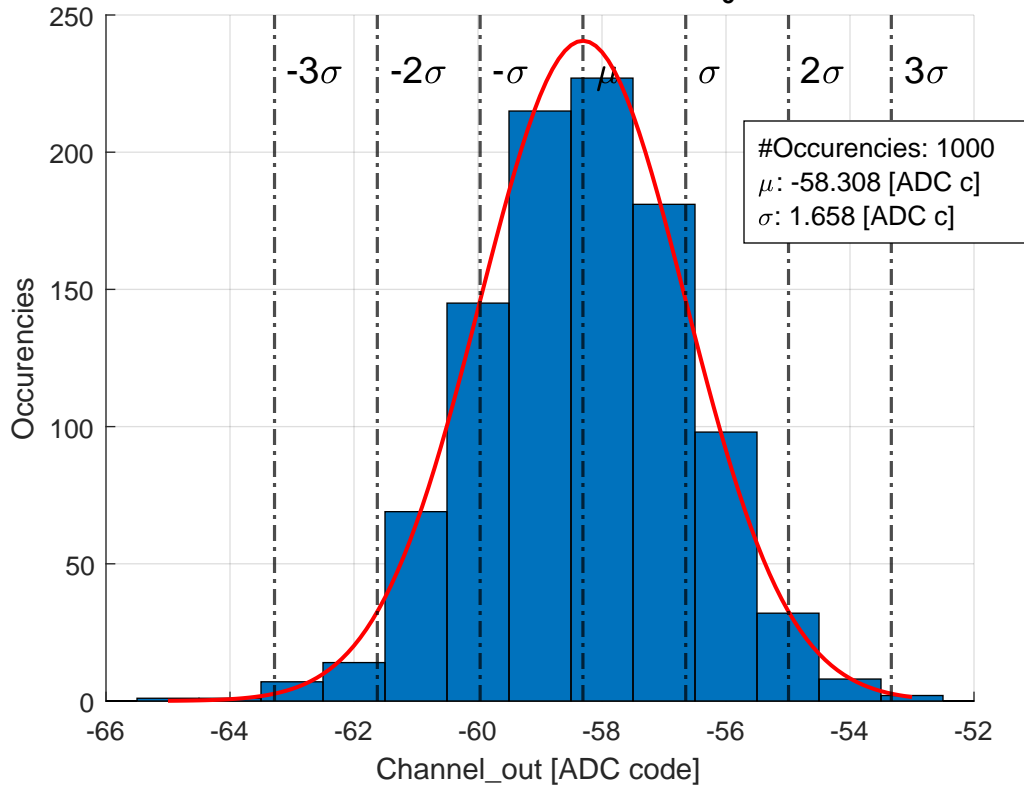 250
200
150
100
50
0
-3σ -2σ -σ μ σ 2σ 3σ
#Occurencies: 1000
μ: -58.308 [ADC c]
σ: 1.658 [ADC c]
Occurencies
-66 -64 -62 -60 -58 -56 -54 -52
Channel_out [ADC code]